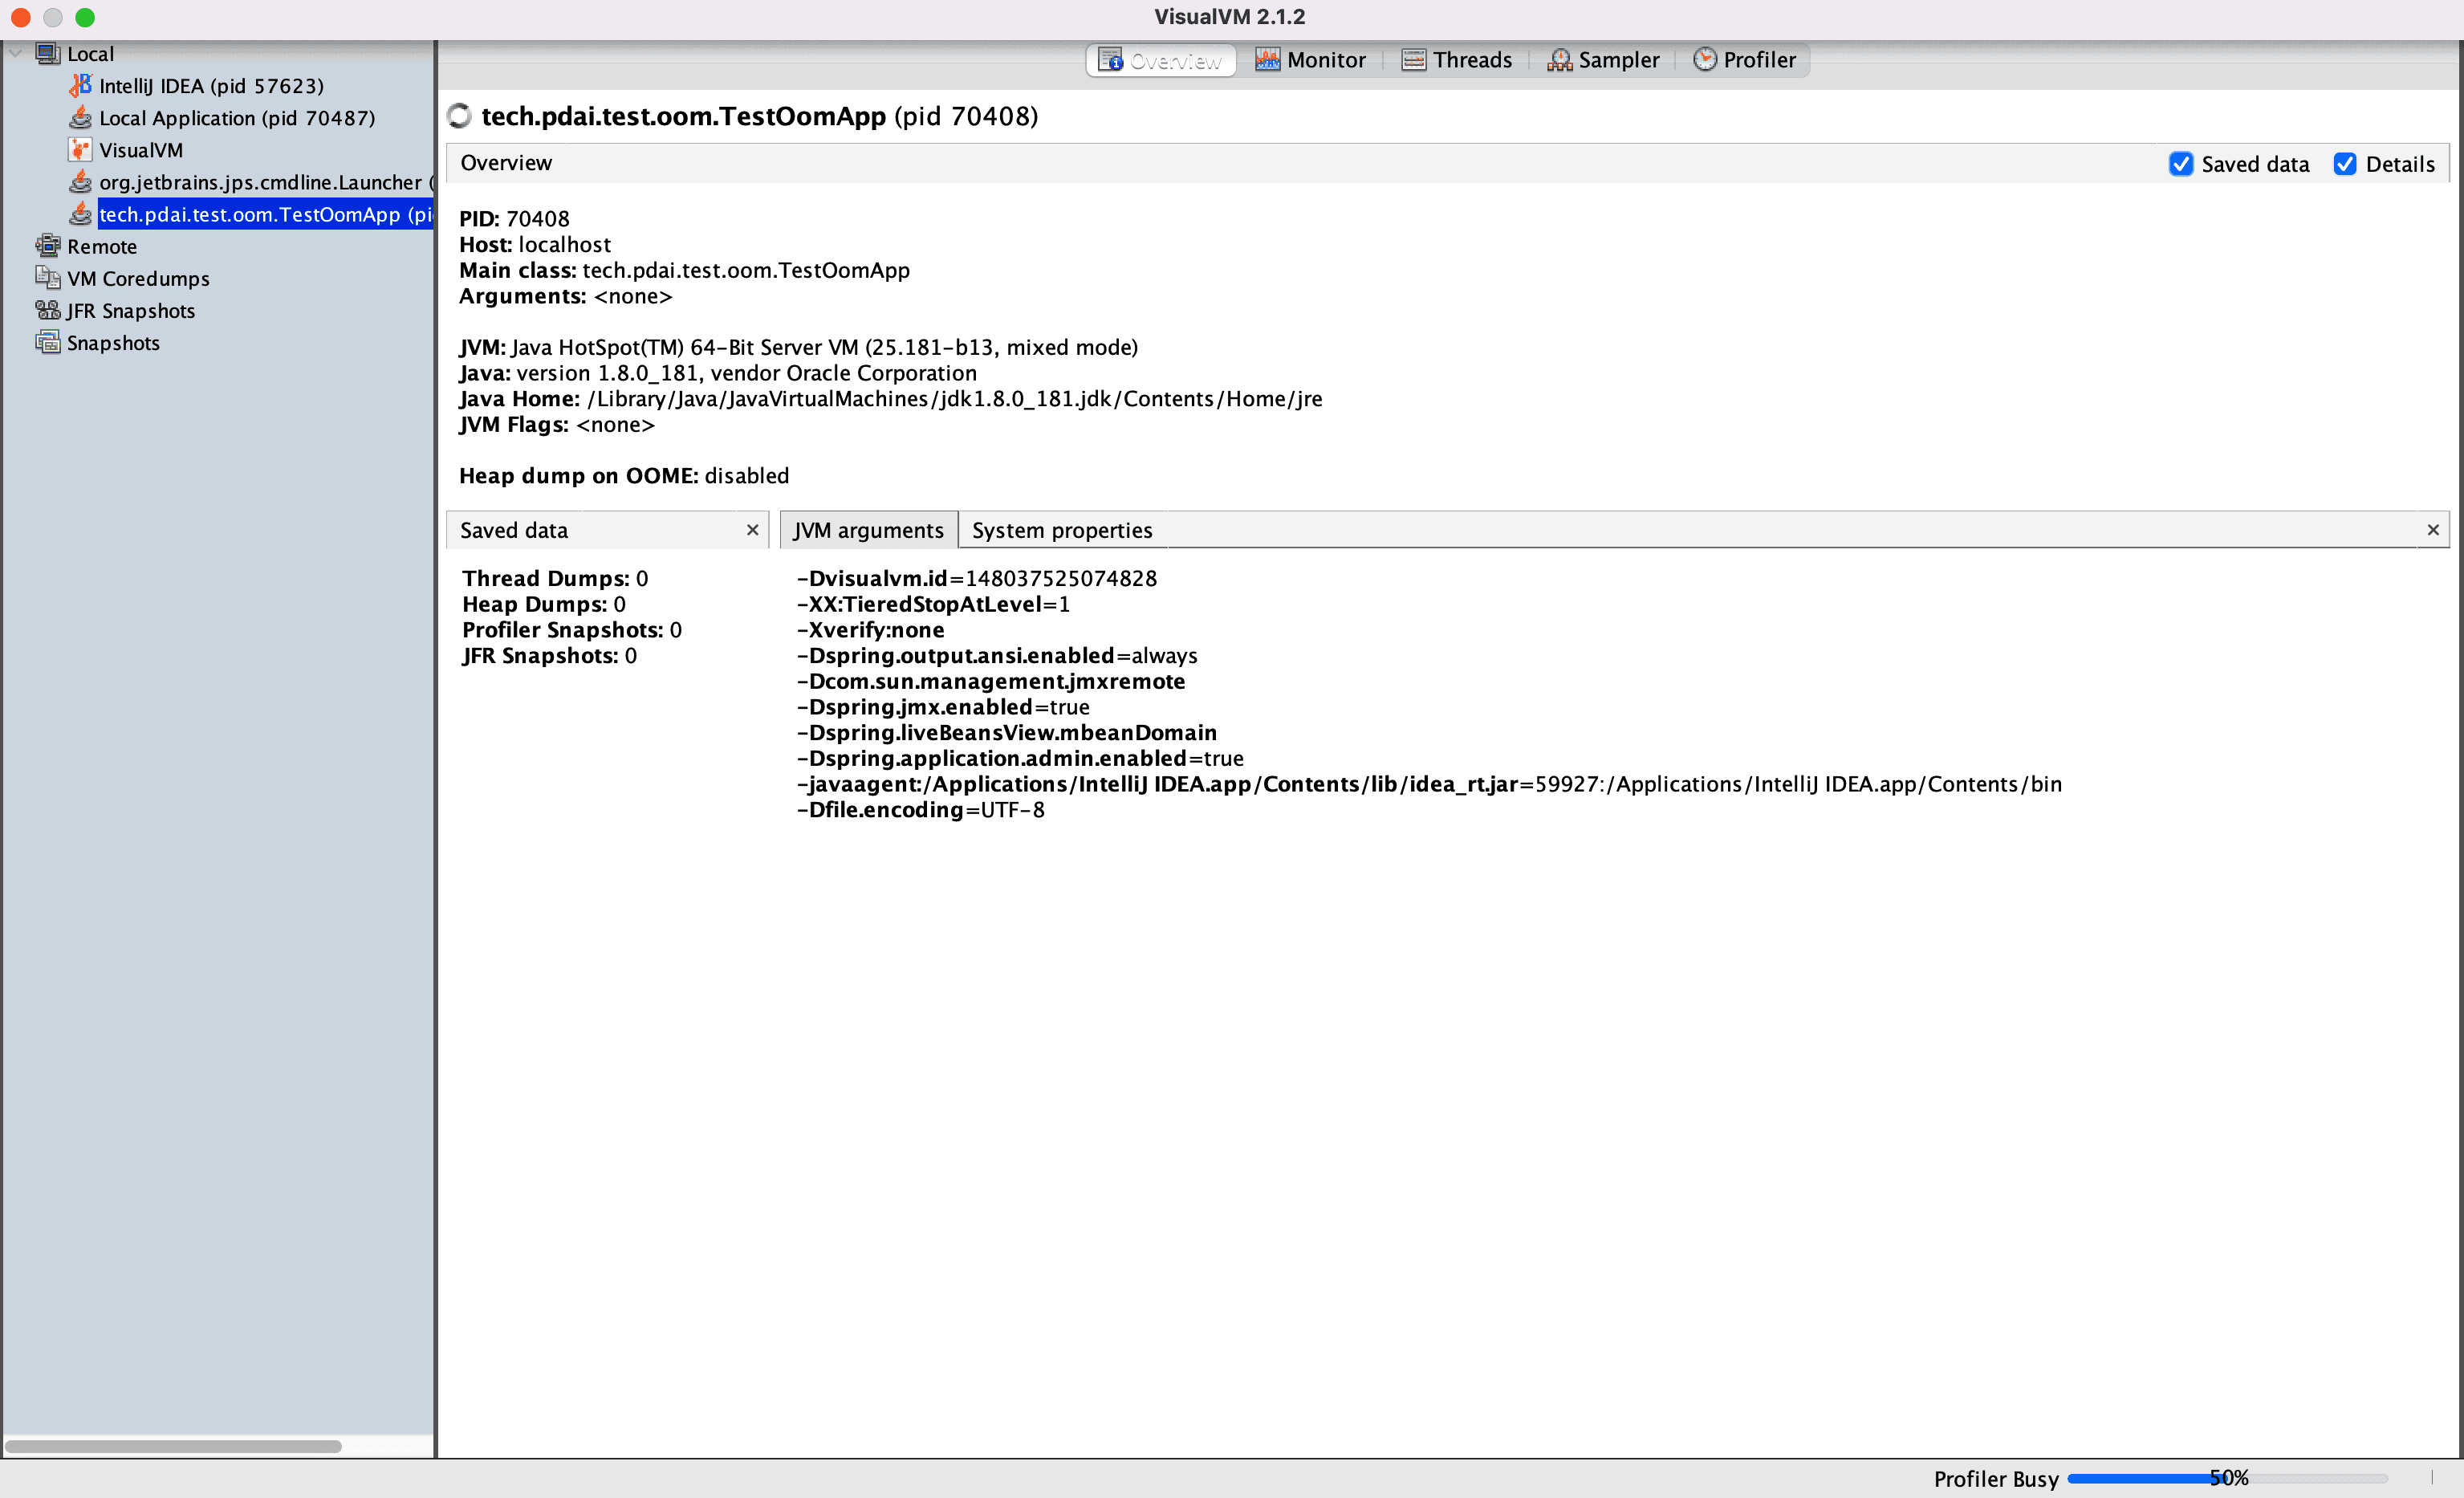 VisualVM 2.1.2
Local
IntelliJ IDEA (pid 57623)
Local Application (pid 70487)
VisualVM
org.jetbrains.jps.cmdline.Launcher (
tech.pdai.test.oom.TestOomApp (pi
Remote
VM Coredumps
JFR Snapshots
Snapshots
Overview Monitor Threads Sampler Profiler
tech.pdai.test.oom.TestOomApp (pid 70408)
Overview Saved data Details
PID: 70408
Host: localhost
Main class: tech.pdai.test.oom.TestOomApp
Arguments: <none>
JVM: Java HotSpot(TM) 64-Bit Server VM (25.181-b13, mixed mode)
Java: version 1.8.0_181, vendor Oracle Corporation
Java Home: /Library/Java/JavaVirtualMachines/jdk1.8.0_181.jdk/Contents/Home/jre
JVM Flags: <none>
Heap dump on OOME: disabled
Saved data
Thread Dumps: 0
Heap Dumps: 0
Profiler Snapshots: 0
JFR Snapshots: 0
JVM arguments System properties
-Dvisualvm.id=148037525074828
-XX:TieredStopAtLevel=1
-Xverify:none
-Dspring.output.ansi.enabled=always
-Dcom.sun.management.jmxremote
-Dspring.jmx.enabled=true
-Dspring.liveBeansView.mbeanDomain
-Dspring.application.admin.enabled=true
-javaagent:/Applications/IntelliJ IDEA.app/Contents/lib/idea_rt.jar=59927:/Applications/IntelliJ IDEA.app/Contents/bin
-Dfile.encoding=UTF-8
Profiler Busy 50%